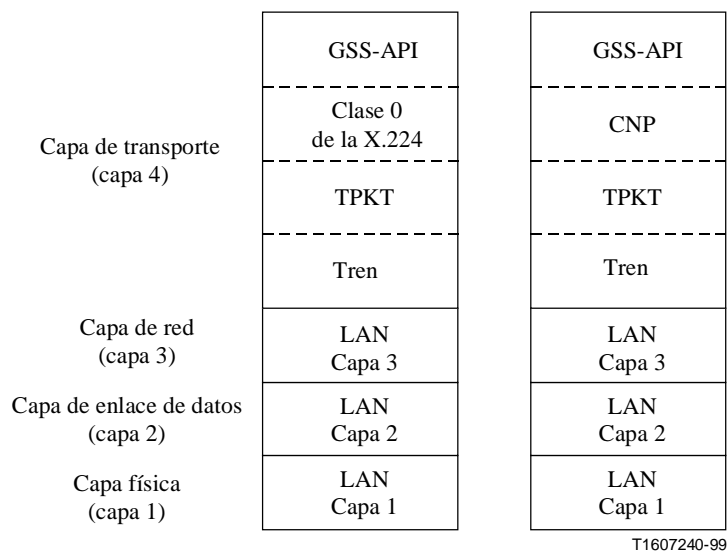 GSS-API
GSS-API
Clase 0
de la X.224
CNP
Capa de transporte
(capa 4)
TPKT
TPKT
Tren
Tren
Capa de red
(capa 3)
LAN
Capa 3
LAN
Capa 3
Capa de enlace de datos
(capa 2)
LAN
Capa 2
LAN
Capa 2
Capa física
(capa 1)
LAN
Capa 1
LAN
Capa 1
T1607240-99